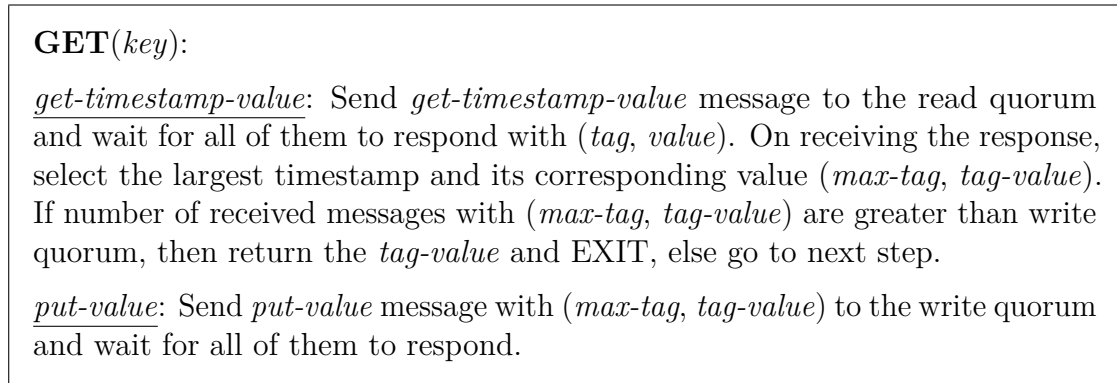 GET(key):
get-timestamp-value: Send get-timestamp-value message to the read quorum
and wait for all of them to respond with (tag, value). On receiving the response,
select the largest timestamp and its corresponding value (max-tag, tag-value).
If number of received messages with (max-tag, tag-value) are greater than write
quorum, then return the tag-value and EXIT, else go to next step.
put-value: Send put-value message with (max-tag, tag-value) to the write quorum
and wait for all of them to respond.